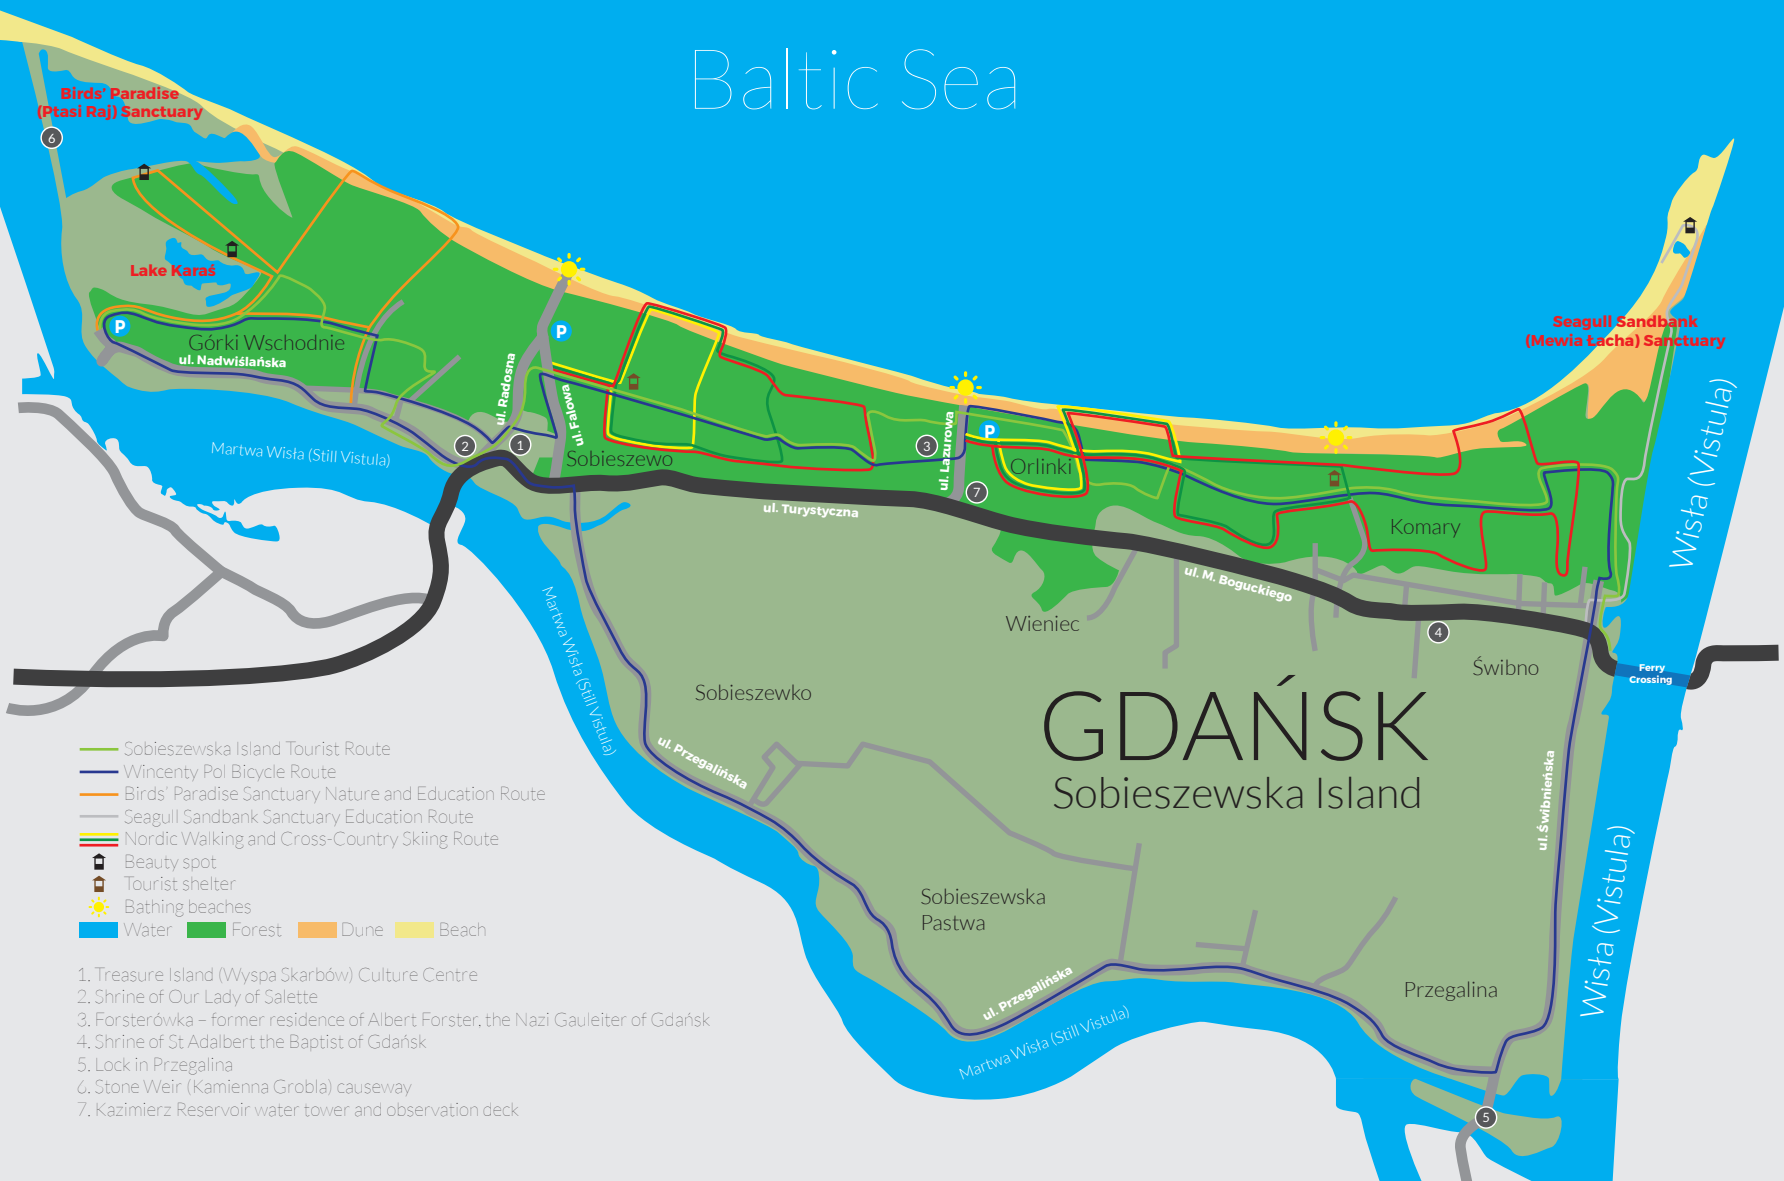 Baltic Sea
Birds' Paradise
(Ptasi Raj) Sanctuary
6
Lake Karaś
P
Górki Wschodnie
ul. Nadwiślańska
Martwa Wisła (Still Vistula)
2
1
ul. Radosna
P
ul. Falowa
Sobieszewo
ul. Turystyczna
3
ul. Lazurowa
P
7
Orlinki
Seagull Sandbank
(Mewia Łacha) Sanctuary
Komary
ul. M. Boguckiego
4
Wieniec
Świbno
Ferry
Crossing
Wisła (Vistula)
Martwa Wisła (Still Vistula)
Sobieszewko
ul. Przegalińska
GDAŃSK
Sobieszewska Island
ul. Świbnieńska
Wisła (Vistula)
Sobieszewska
Pastwa
ul. Przegalińska
Martwa Wisła (Still Vistula)
Przegalina
5
Sobieszewska Island Tourist Route
Wincenty Pol Bicycle Route
Birds' Paradise Sanctuary Nature and Education Route
Seagull Sandbank Sanctuary Education Route
Nordic Walking and Cross-Country Skiing Route
Beauty spot
Tourist shelter
Bathing beaches
Water Forest Dune Beach
1. Treasure Island (Wyspa Skarbów) Culture Centre
2. Shrine of Our Lady of Salette
3. Forsterówka – former residence of Albert Forster, the Nazi Gauleiter of Gdańsk
4. Shrine of St Adalbert the Baptist of Gdańsk
5. Lock in Przegalina
6. Stone Weir (Kamienna Grobla) causeway
7. Kazimierz Reservoir water tower and observation deck